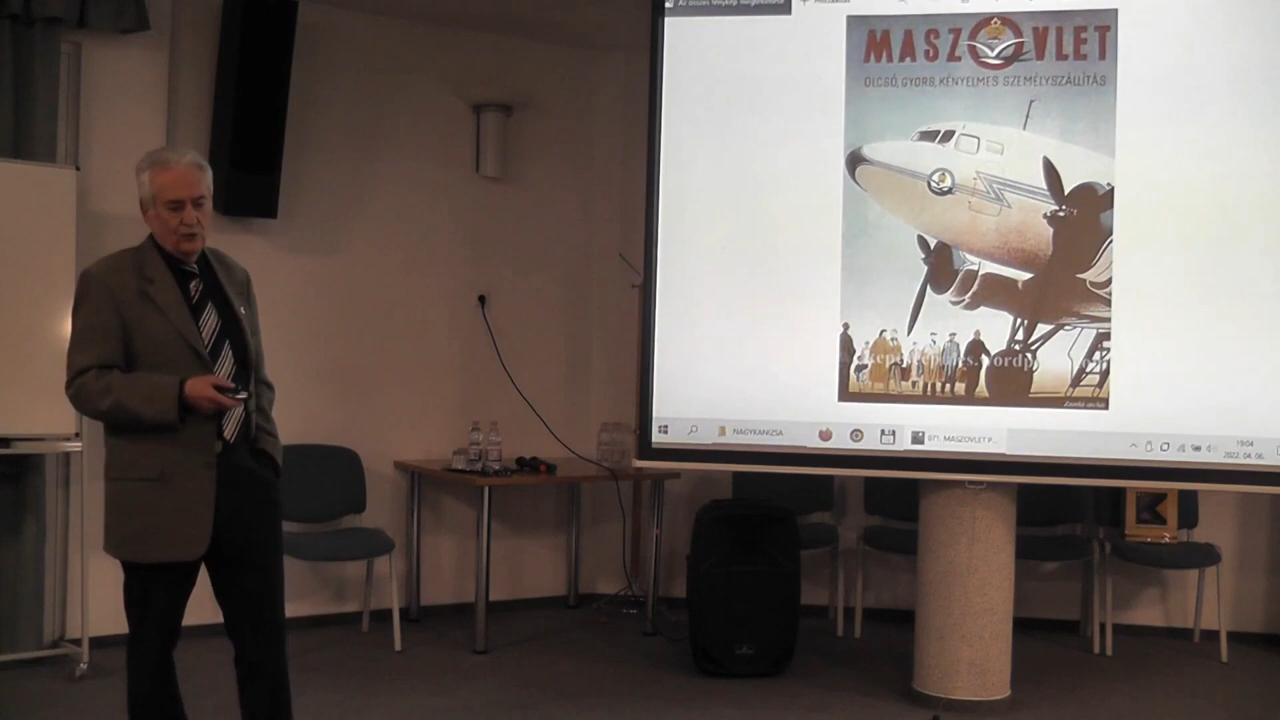 MASZOVLET
OLCSÓ, GYORS, KÉNYELMES SZEMÉLYSZÁLLÍTÁS
NAGYKANIZSA
071. MASZOVLET P...
19:04
2022. 04. 06.